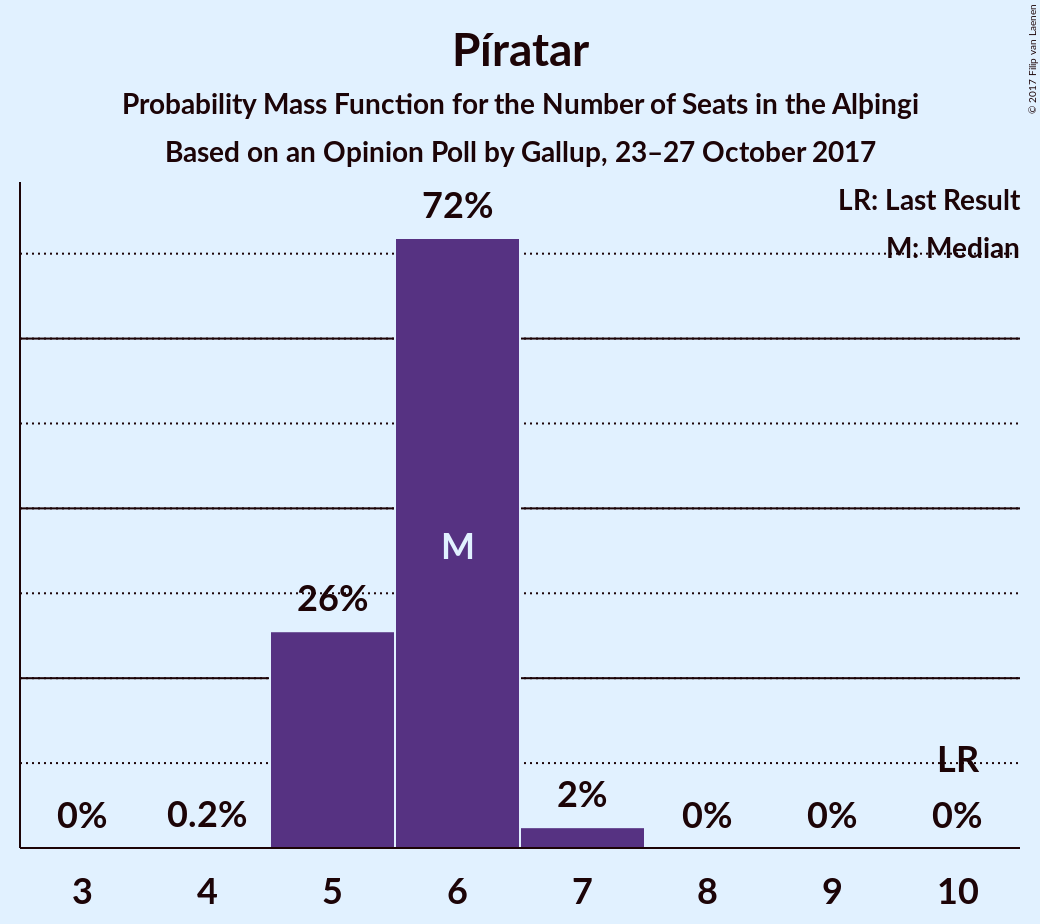 Píratar
Probability Mass Function for the Number of Seats in the Alþingi
Based on an Opinion Poll by Gallup, 23–27 October 2017
© 2017 Filip van Laenen
LR: Last Result
M: Median
72%
M
26%
LR
0%
0.2%
2%
0%
0%
0%
3 4 5 6 7 8 9 10